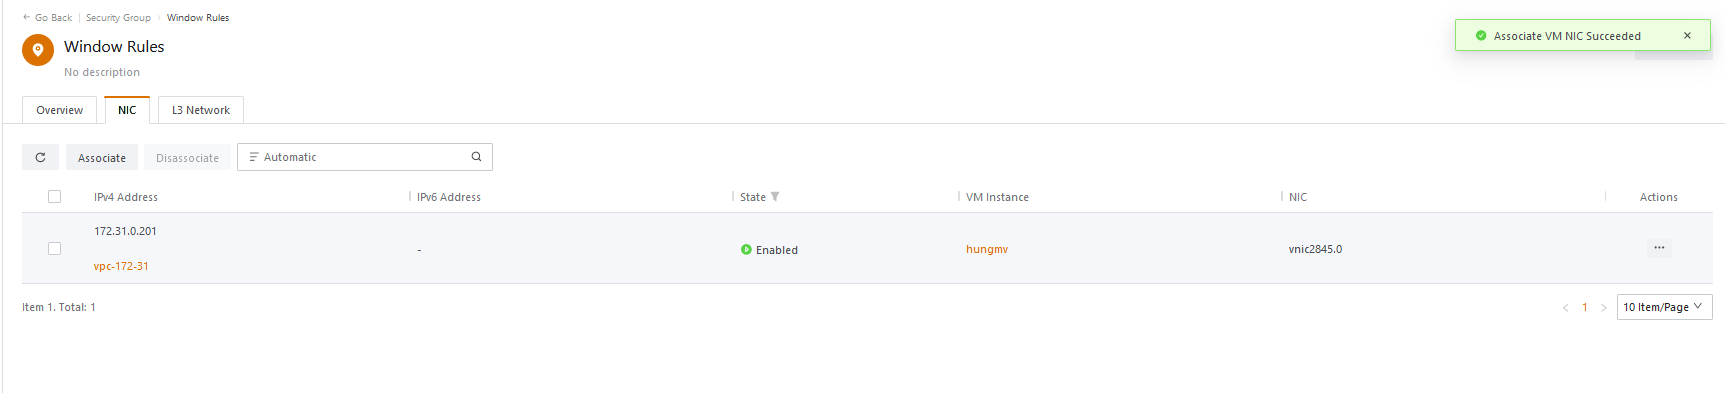 Go Back Security Group Window Rules
Associate VM NIC Succeeded
Window Rules
No description
Overview NIC L3 Network
Associate Disassociate Automatic
IPv4 Address IPv6 Address State VM Instance NIC Actions
172.31.0.201
vpc-172-31
- Enabled hungmv vnic2845.0 ...
Item 1. Total: 1
< 1 > 10 Item/Page